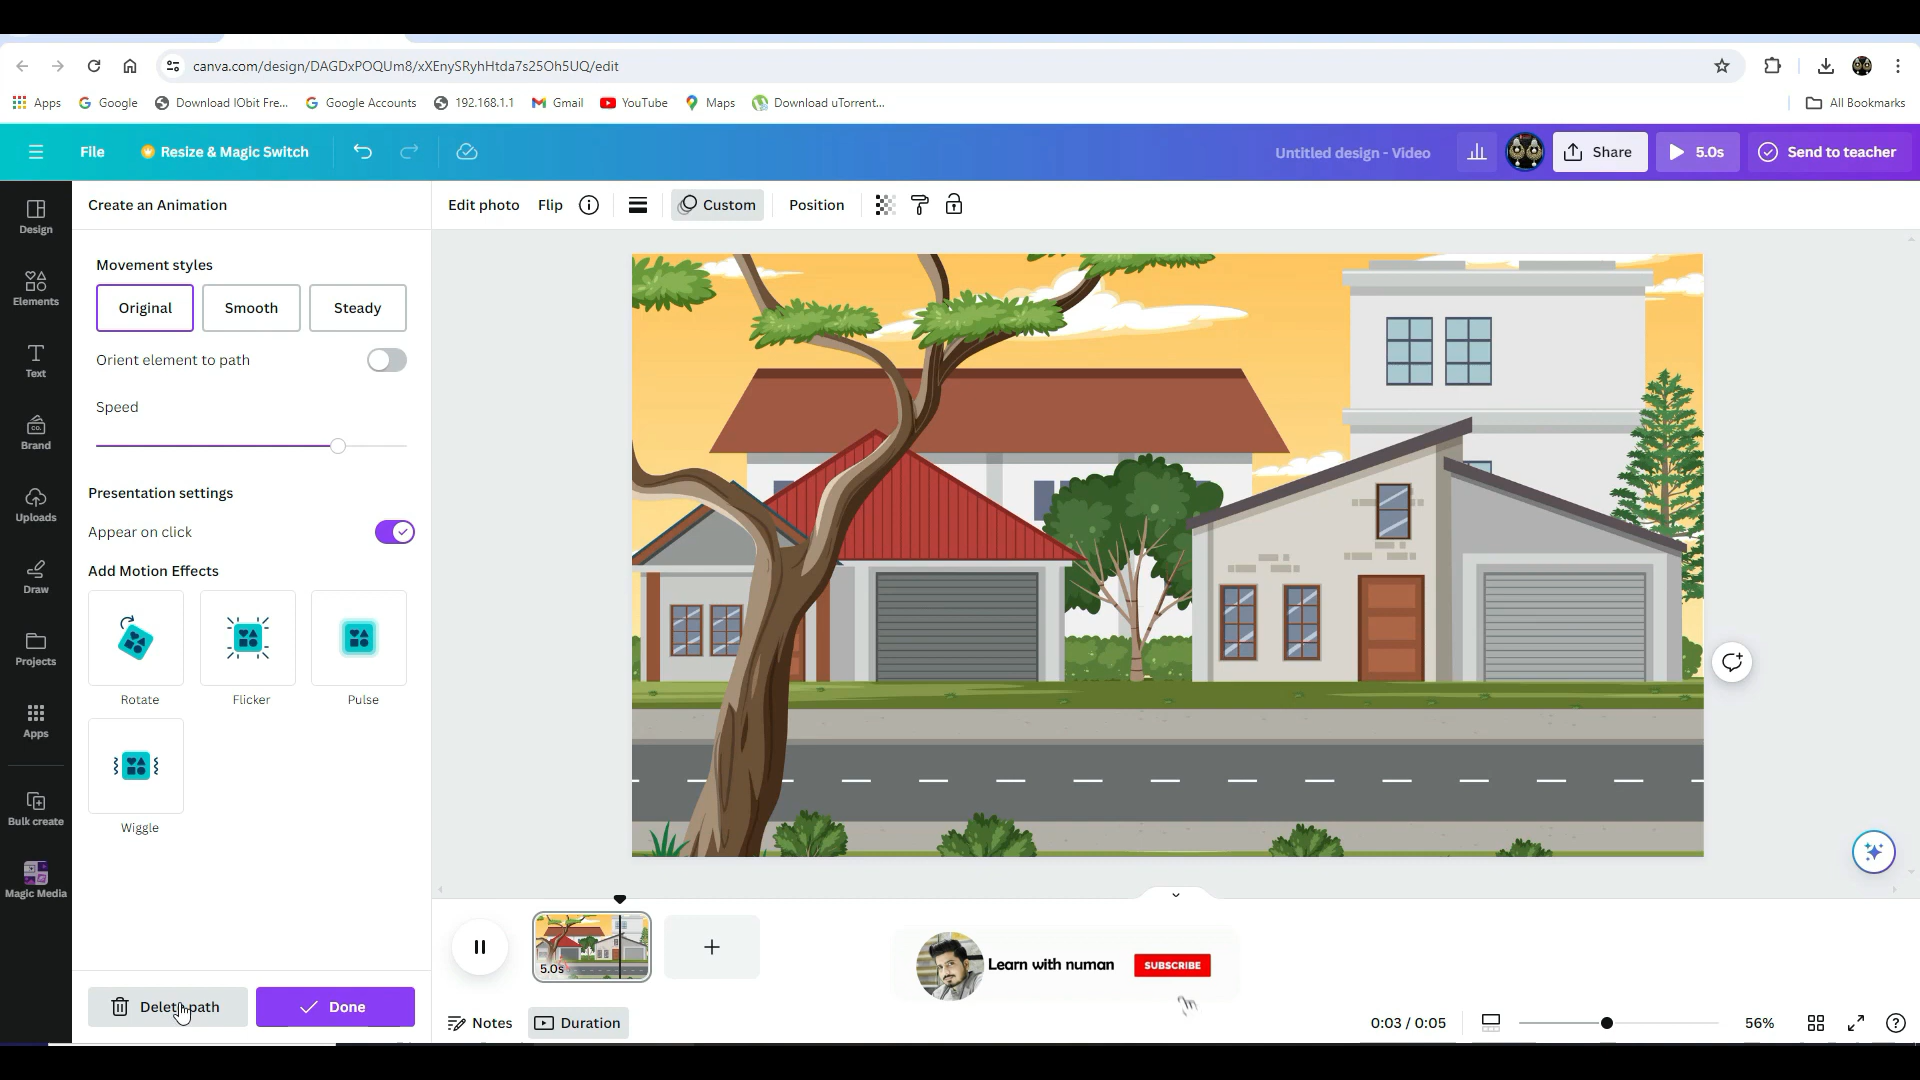 canva.com/design/DAGDxPOQUm8/xXEnySRyhHtda7s25Oh5UQ/edit
Apps
Google
Download IObit Fre...
Google Accounts
192.168.1.1
Gmail
YouTube
Maps
Download uTorrent...
All Bookmarks
File
Resize & Magic Switch
Untitled design - Video
Share
5.0s
Send to teacher
Design
Elements
Text
Brand
Uploads
Draw
Projects
Apps
Bulk create
Magic Media
Create an Animation
Movement styles
Original
Smooth
Steady
Orient element to path
Speed
Presentation settings
Appear on click
Add Motion Effects
Rotate
Flicker
Pulse
Wiggle
Delete path
Done
Edit photo
Flip
Custom
Position
5.0s
Learn with numan
SUBSCRIBE
Notes
Duration
0:03 / 0:05
56%